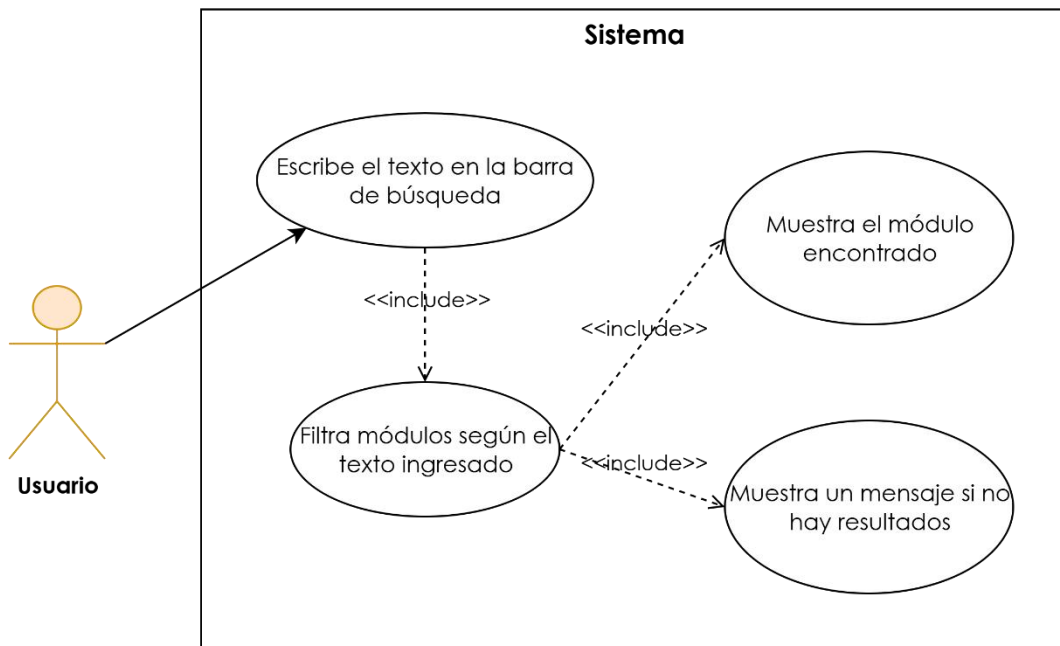 Sistema
Escribe el texto en la barra
de búsqueda
Muestra el módulo
encontrado
<<include>>
<<include>>
Filtra módulos según el
texto ingresado
<<include>>
Muestra un mensaje si no
hay resultados
Usuario